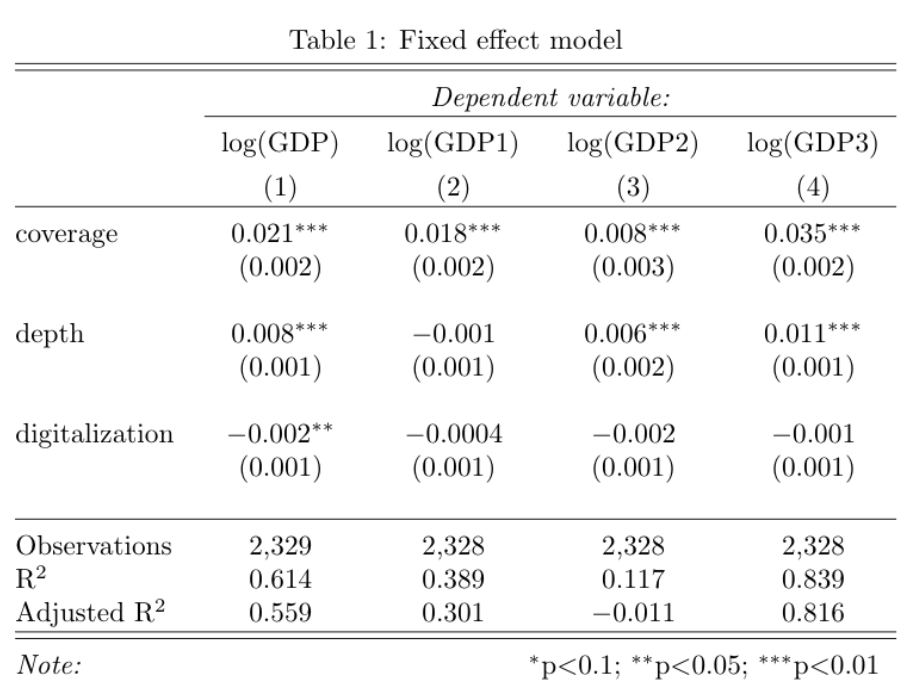 Table 1: Fixed effect model
Dependent variable:
log(GDP) log(GDP1) log(GDP2) log(GDP3)
(1) (2) (3) (4)
coverage 0.021*** 0.018*** 0.008*** 0.035***
(0.002) (0.002) (0.003) (0.002)
depth 0.008*** −0.001 0.006*** 0.011***
(0.001) (0.001) (0.002) (0.001)
digitalization −0.002** −0.0004 −0.002 −0.001
(0.001) (0.001) (0.001) (0.001)
Observations 2,329 2,328 2,328 2,328
R² 0.614 0.389 0.117 0.839
Adjusted R² 0.559 0.301 −0.011 0.816
Note: *p<0.1; **p<0.05; ***p<0.01